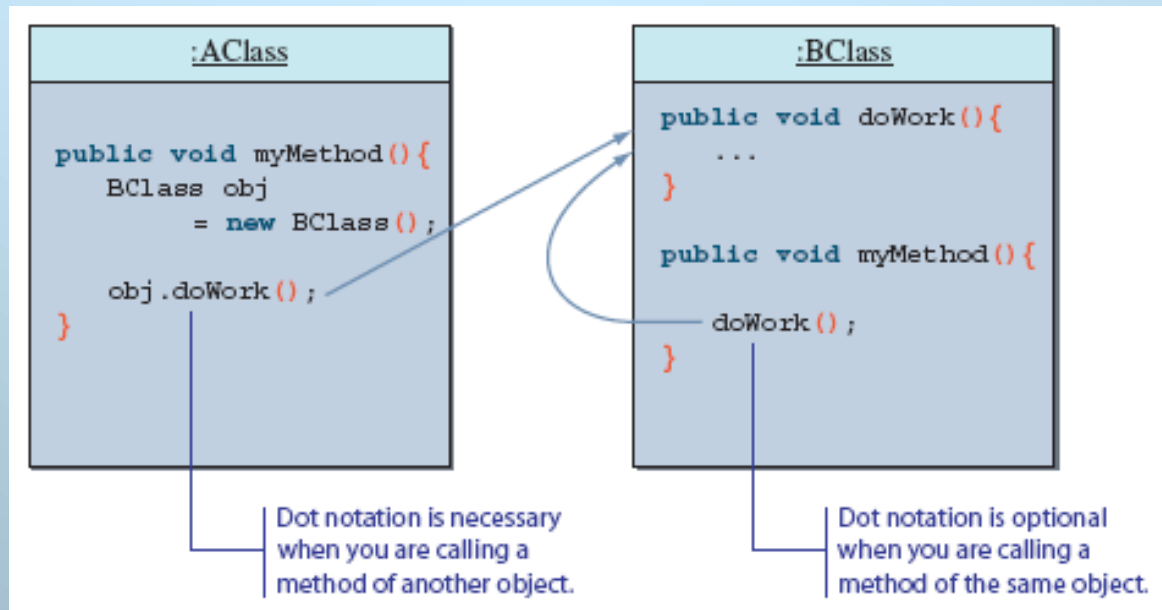 :AClass
public void myMethod(){
BClass obj
= new BClass();
obj.doWork();
}
Dot notation is necessary
when you are calling a
method of another object.
:BClass
public void doWork(){
...
}
public void myMethod(){
doWork();
}
Dot notation is optional
when you are calling a
method of the same object.